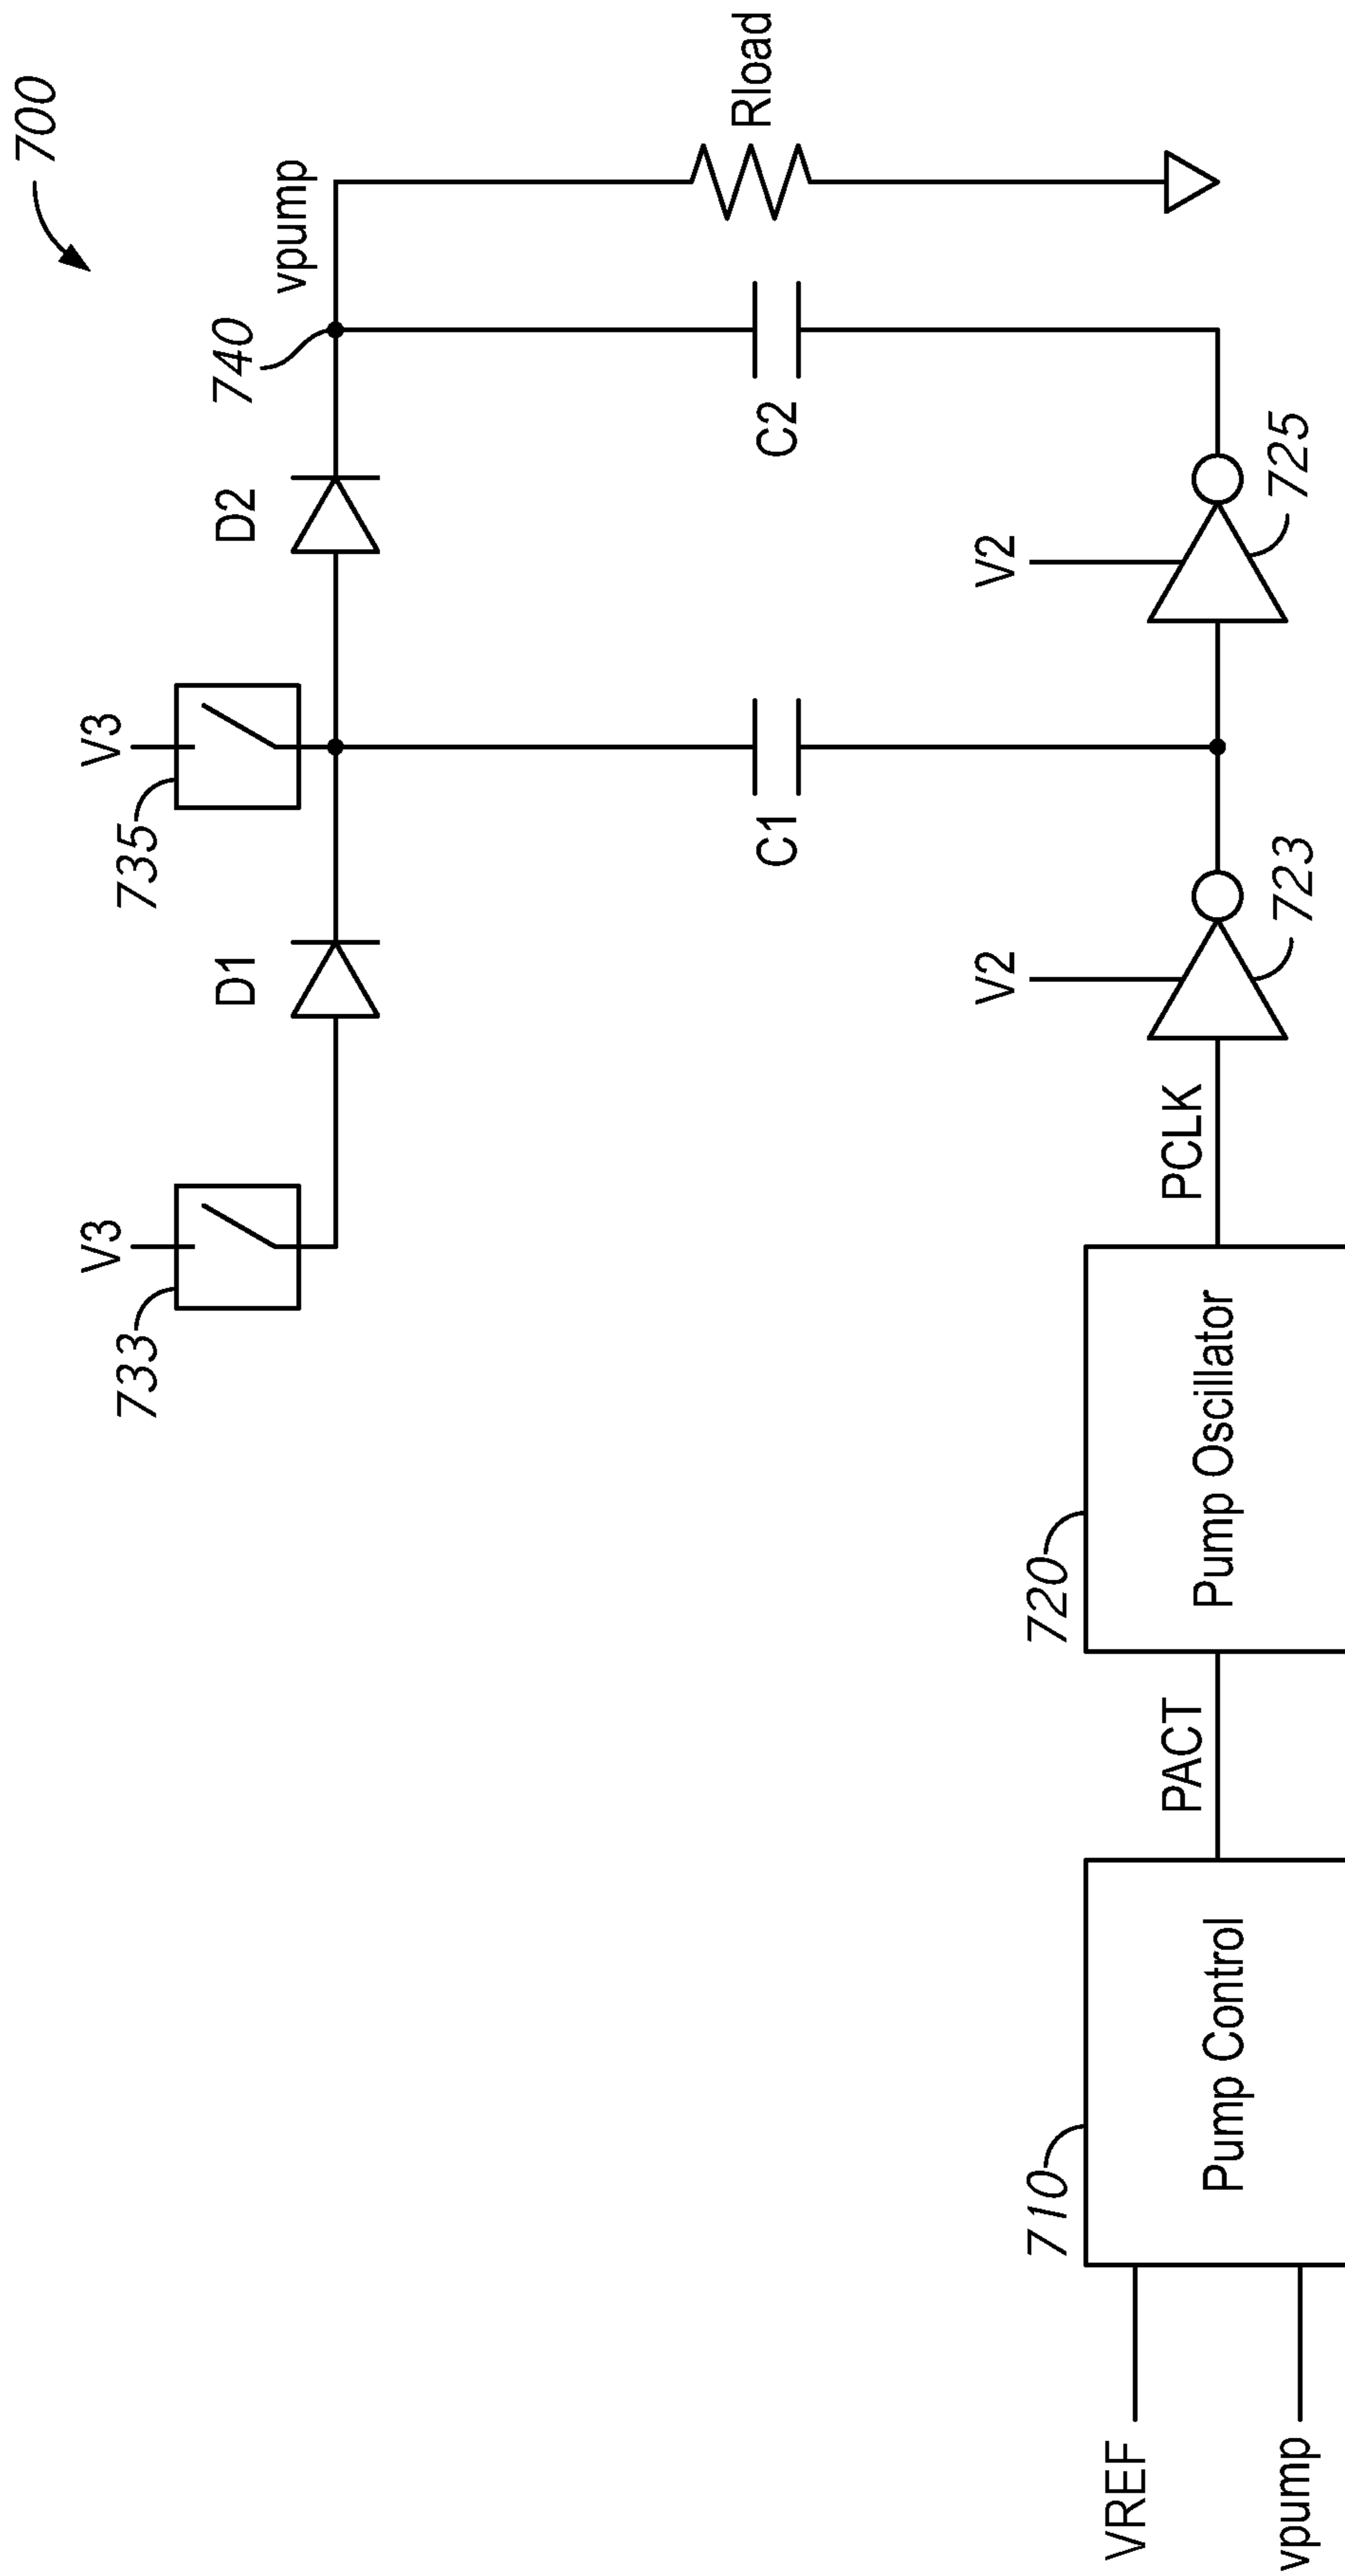 700
V3
733
V3
735
D1
D2
740
vpump
C1
C2
Rload
V2
V2
723
725
VREF
vpump
710
Pump Control
PACT
720
Pump Oscillator
PCLK